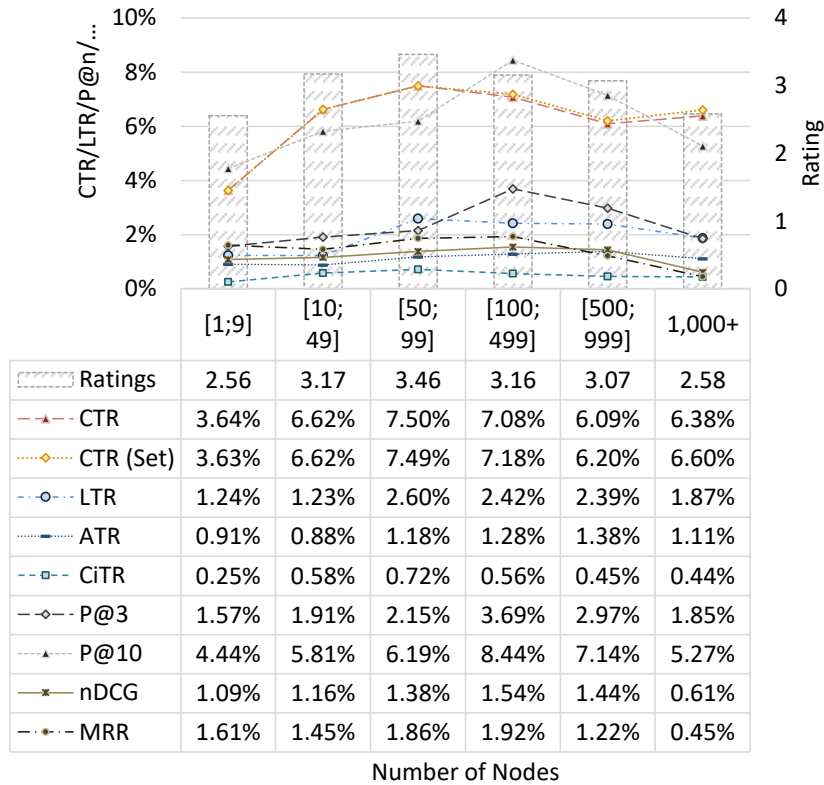 CTR/LTR/P@n/...
10%
8%
6%
4%
2%
0%
4
3
2
1
0
Rating
[1;9] [10; 49] [50; 99] [100; 499] [500; 999] 1,000+
Ratings 2.56 3.17 3.46 3.16 3.07 2.58
CTR 3.64% 6.62% 7.50% 7.08% 6.09% 6.38%
CTR (Set) 3.63% 6.62% 7.49% 7.18% 6.20% 6.60%
LTR 1.24% 1.23% 2.60% 2.42% 2.39% 1.87%
ATR 0.91% 0.88% 1.18% 1.28% 1.38% 1.11%
CiTR 0.25% 0.58% 0.72% 0.56% 0.45% 0.44%
P@3 1.57% 1.91% 2.15% 3.69% 2.97% 1.85%
P@10 4.44% 5.81% 6.19% 8.44% 7.14% 5.27%
nDCG 1.09% 1.16% 1.38% 1.54% 1.44% 0.61%
MRR 1.61% 1.45% 1.86% 1.92% 1.22% 0.45%
Number of Nodes